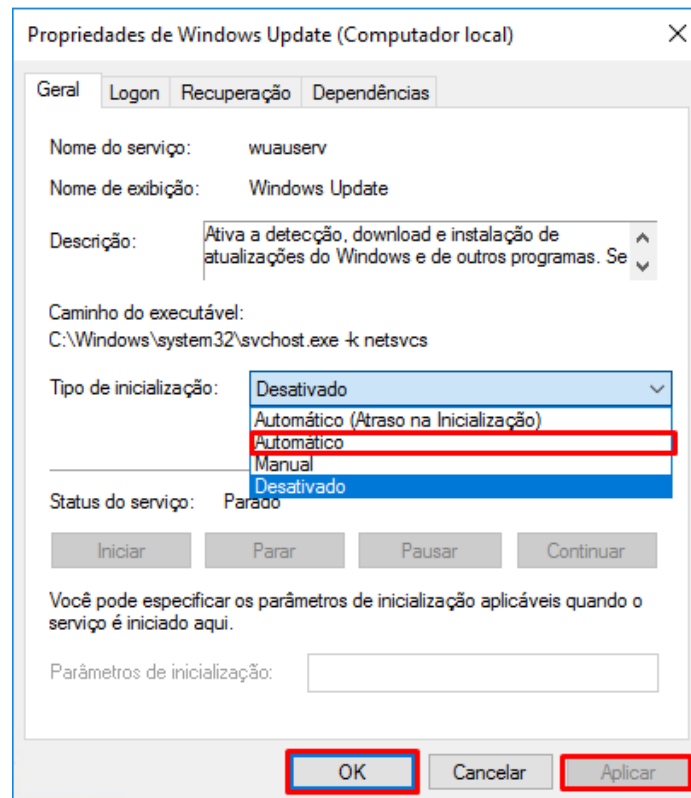 Propriedades de Windows Update (Computador local)
Geral Logon Recuperação Dependências
Nome do serviço: wuauserv
Nome de exibição: Windows Update
Descrição: Ativa a detecção, download e instalação de
atualizações do Windows e de outros programas. Se
Caminho do executável:
C:\Windows\system32\svchost.exe -k netsvcs
Tipo de inicialização: Desativado
Automático (Atraso na Inicialização)
Automático
Manual
Desativado
Status do serviço: Parado
Iniciar Parar Pausar Continuar
Você pode especificar os parâmetros de inicialização aplicáveis quando o
serviço é iniciado aqui.
Parâmetros de inicialização:
OK Cancelar Aplicar